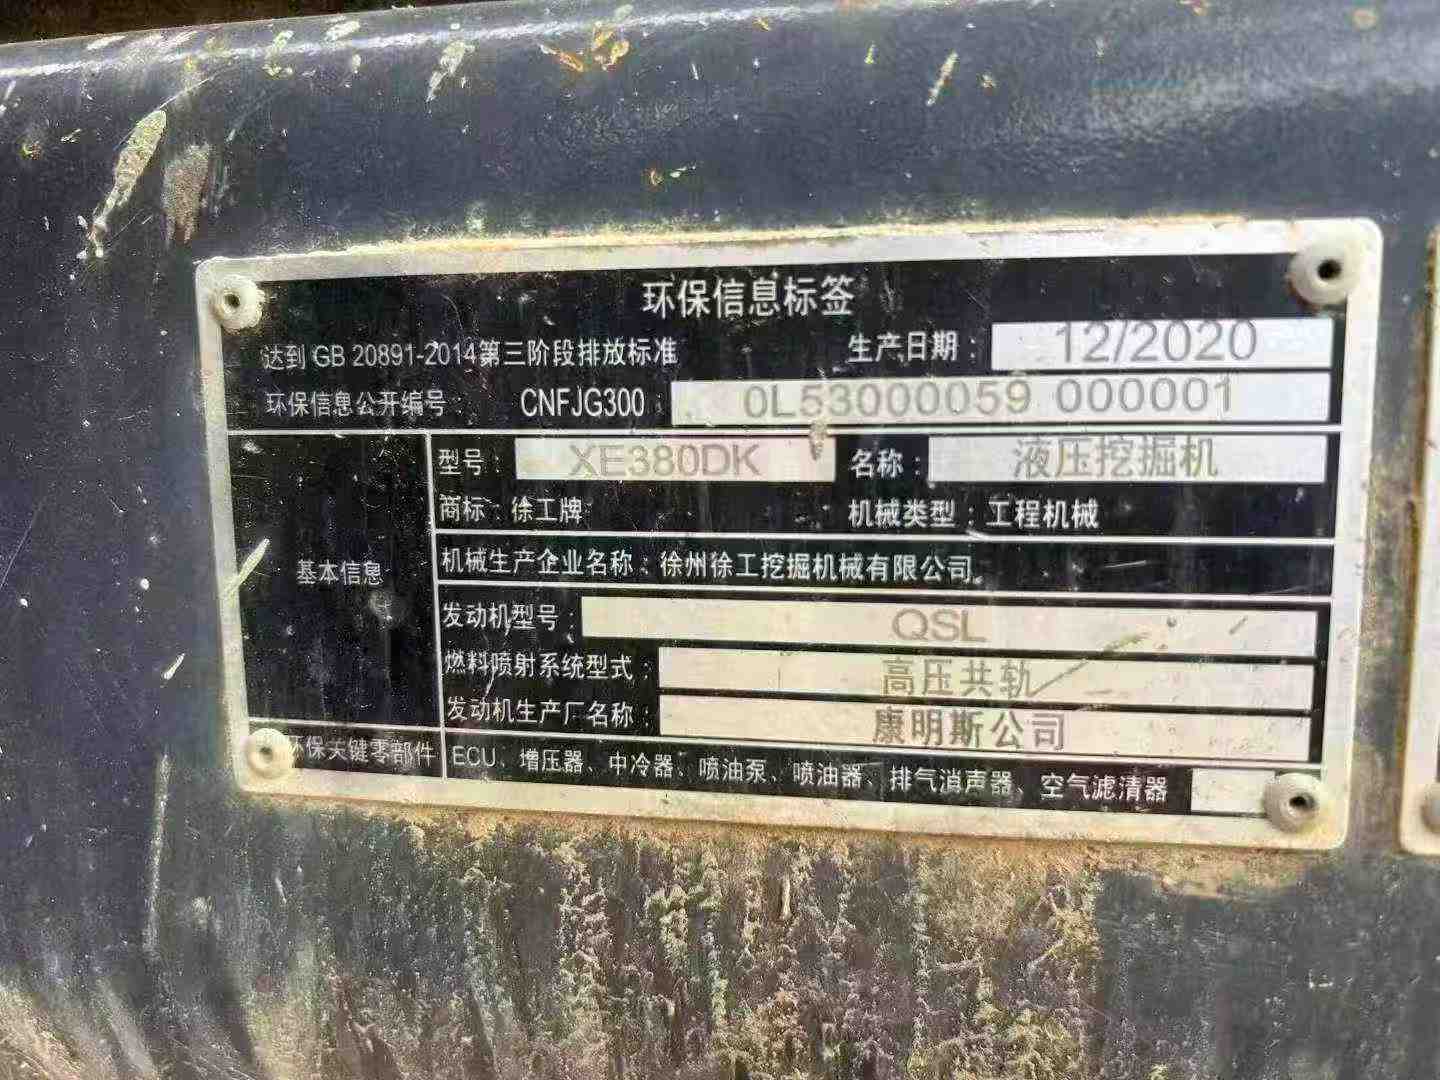 环保信息标签
达到 GB 20891-2014第三阶段排放标准 生产日期: 12/2020
环保信息公开编号 CNFJG300 0L53000059 000001
型号: XE380DK 名称: 液压挖掘机
商标: 徐工牌 机械类型: 工程机械
基本信息
机械生产企业名称: 徐州徐工挖掘机械有限公司
发动机型号: QSL
燃料喷射系统型式: 高压共轨
发动机生产厂名称: 康明斯公司
环保关键零部件 ECU、增压器、中冷器、喷油泵、喷油器、排气消声器、空气滤清器